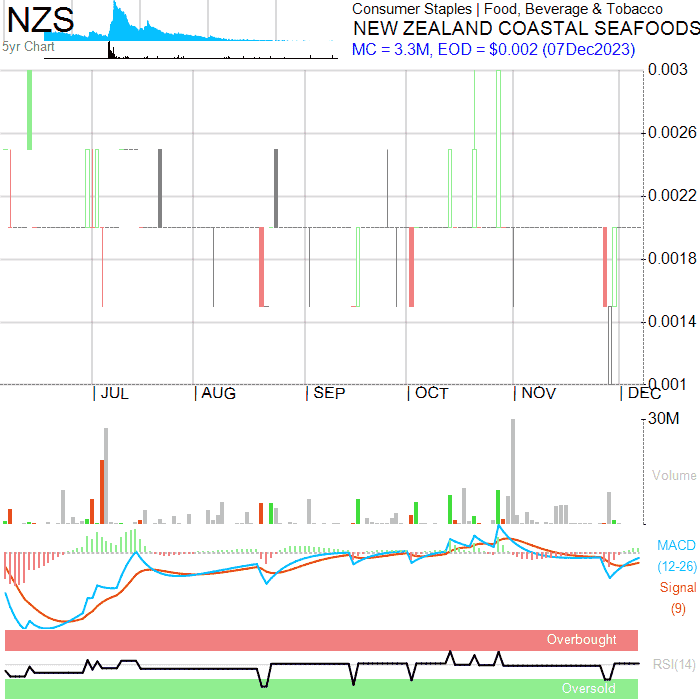 NZS
5yr Chart
Consumer Staples | Food, Beverage & Tobacco
NEW ZEALAND COASTAL SEAFOODS
MC = 3.3M, EOD = $0.002 (07Dec2023)
0.003
0.0026
0.0022
0.0018
0.0014
0.001
| JUL | AUG | SEP | OCT | NOV | DEC
30M
Volume
MACD
(12-26)
Signal
(9)
Overbought
RSI(14)
Oversold